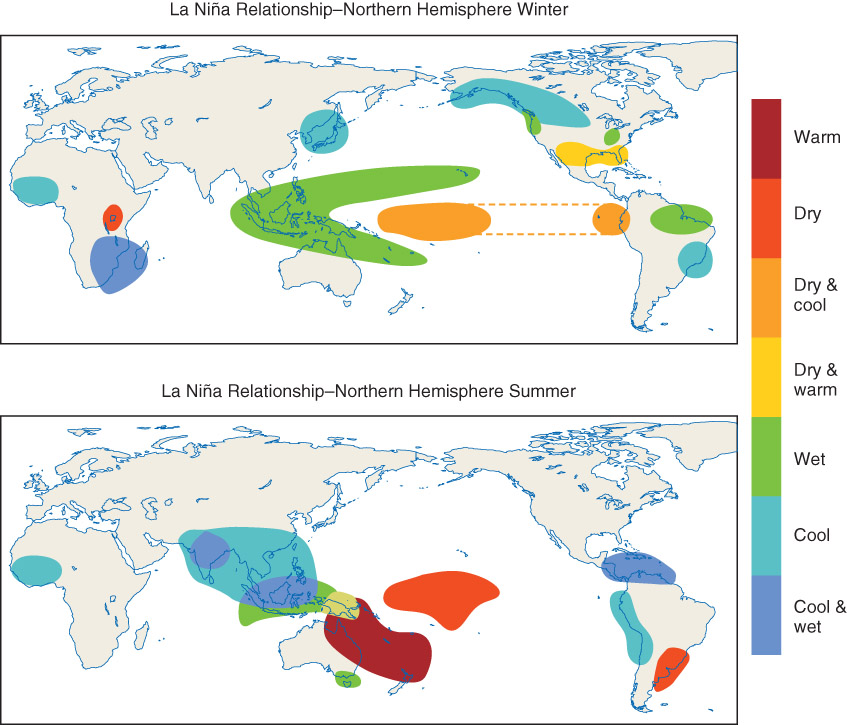 La Niña Relationship–Northern Hemisphere Winter
Warm
Dry
Dry &
cool
Dry &
warm
Wet
Cool
Cool &
wet
La Niña Relationship–Northern Hemisphere Summer